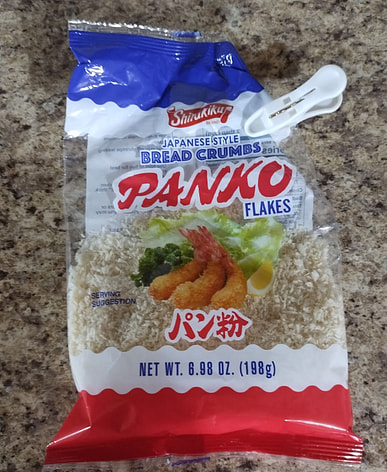 Shirakiku
JAPANESE STYLE
BREAD CRUMBS
PANKO
FLAKES
SERVING
SUGGESTION
パン粉
NET WT. 6.98 OZ. (198g)